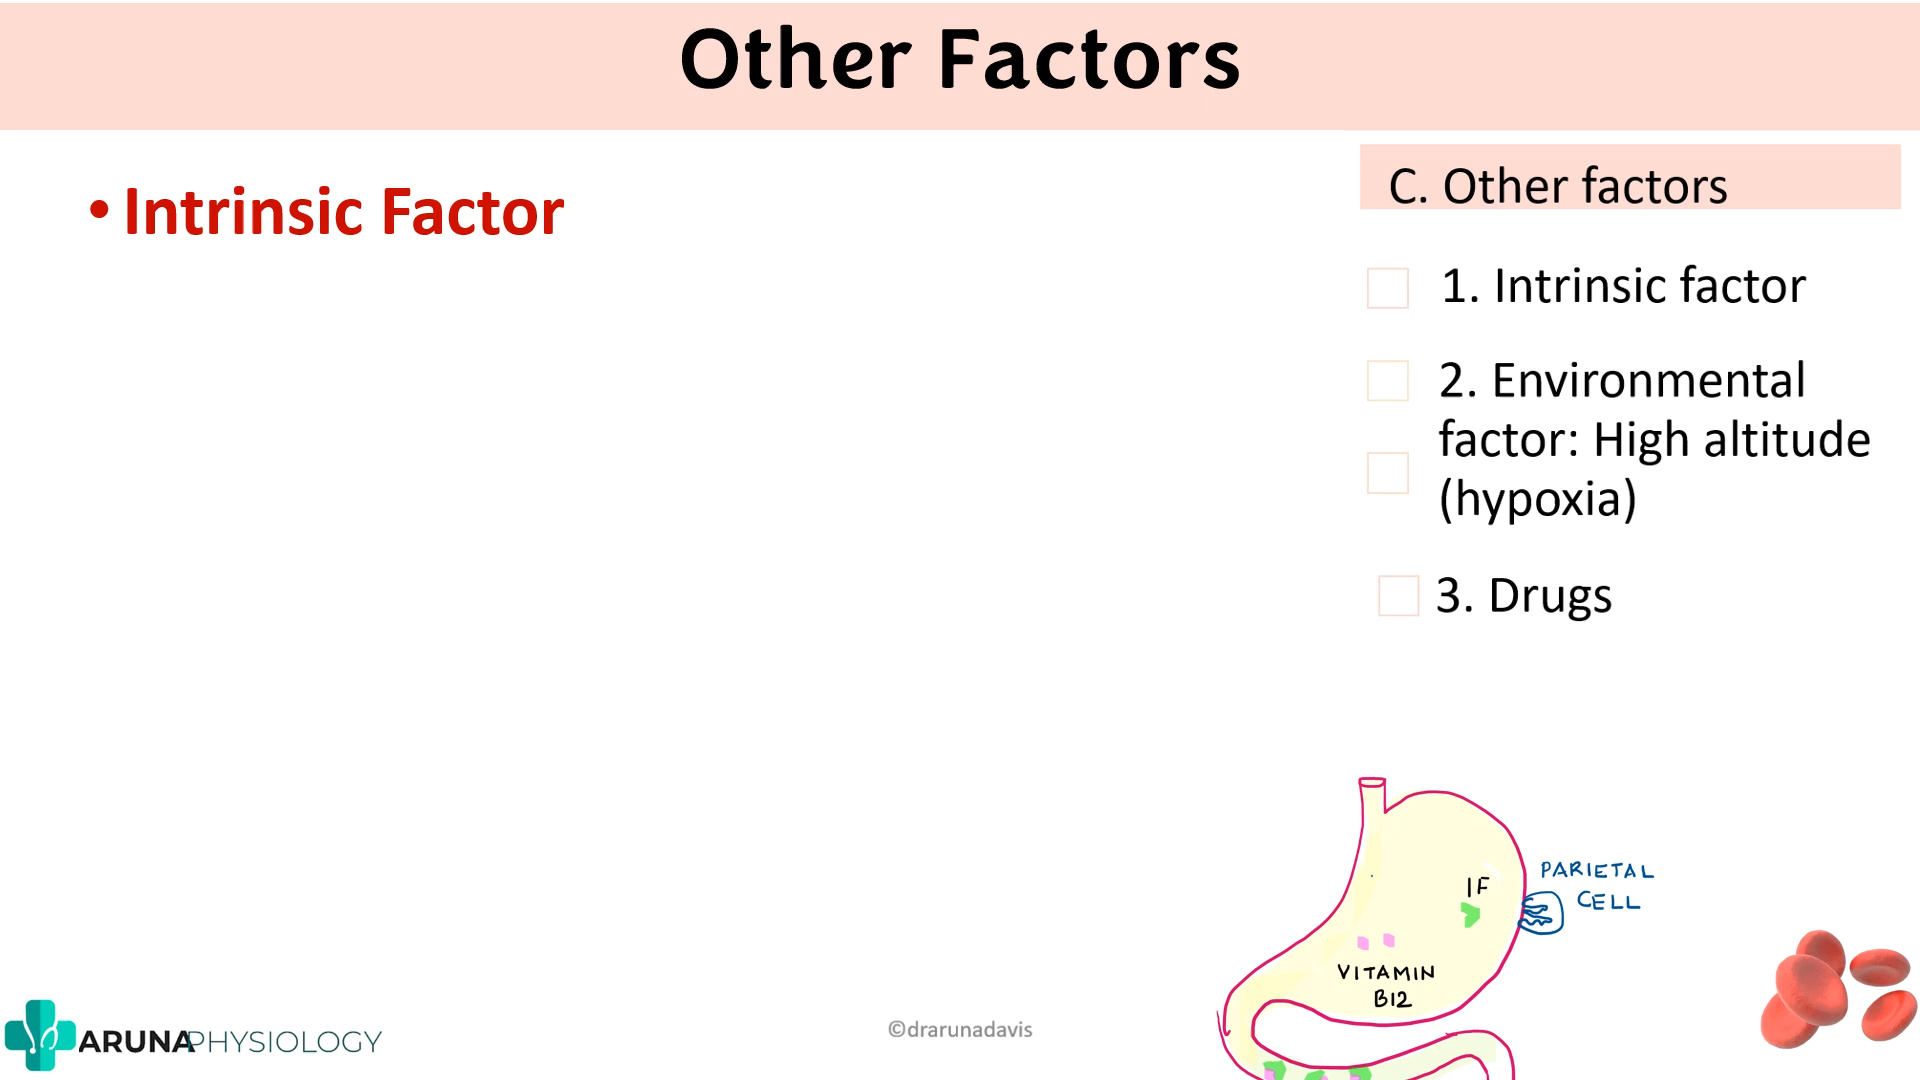 Other Factors
• Intrinsic Factor
C. Other factors
1. Intrinsic factor
2. Environmental
factor: High altitude
(hypoxia)
3. Drugs
IF
PARIETAL
CELL
VITAMIN
B12
ARUNAPHYSIOLOGY
©drarunadavis